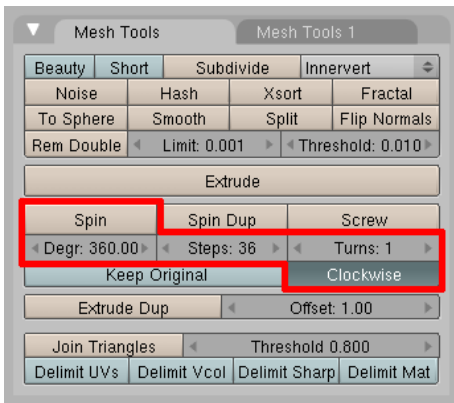 Mesh Tools Mesh Tools 1
Beauty Short Subdivide Innervert
Noise Hash Xsort Fractal
To Sphere Smooth Split Flip Normals
Rem Double Limit: 0.001 Threshold: 0.010
Extrude
Spin Spin Dup Screw
Degr: 360.00 Steps: 36 Turns: 1
Keep Original Clockwise
Extrude Dup Offset: 1.00
Join Triangles Threshold 0.800
Delimit UVs Delimit Vcol Delimit Sharp Delimit Mat